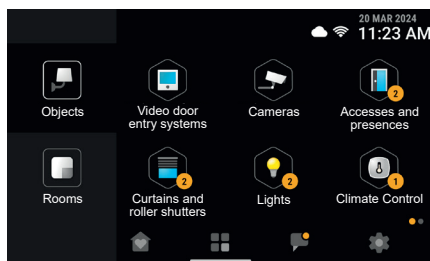 20 MAR 2024
11:23 AM
Objects
Video door
entry systems
Cameras
2
Accesses and
presences
Rooms
2
Curtains and
roller shutters
2
Lights
1
Climate Control